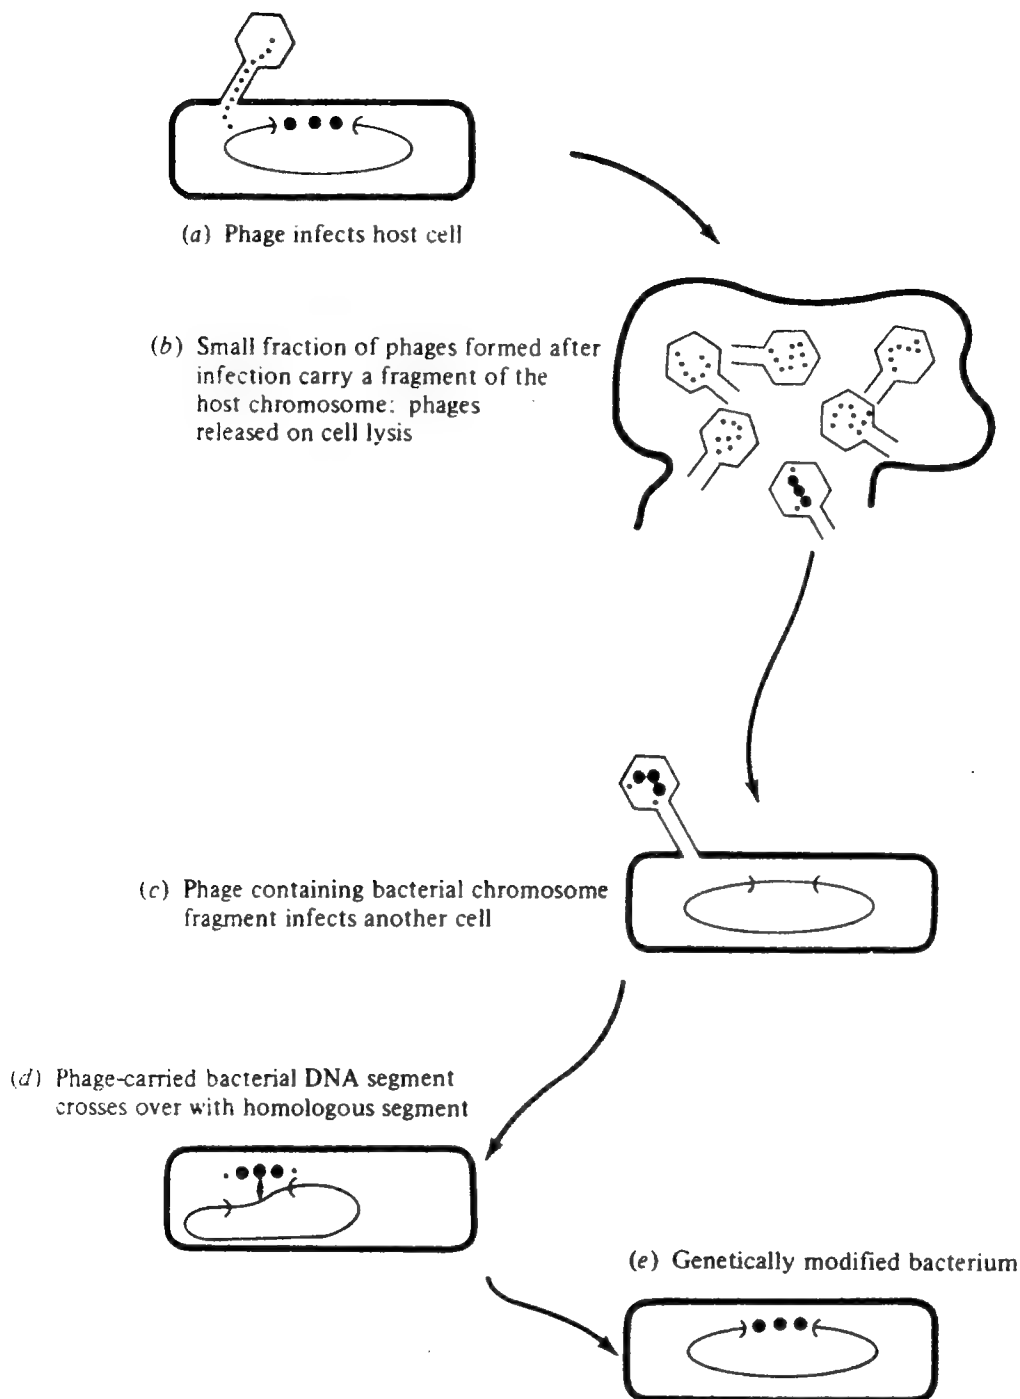 (a) Phage infects host cell
(b) Small fraction of phages formed after
infection carry a fragment of the
host chromosome: phages
released on cell lysis
(c) Phage containing bacterial chromosome
fragment infects another cell
(d) Phage-carried bacterial DNA segment
crosses over with homologous segment
(e) Genetically modified bacterium